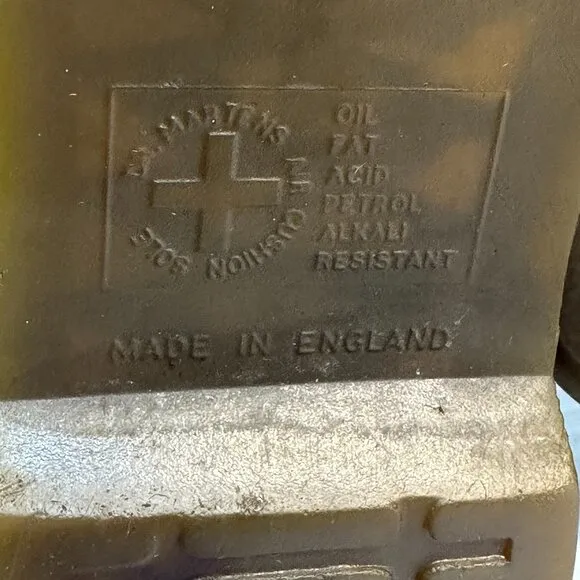 DR. MARTENS AIR CUSHION SOLE
OIL
FAT
ACID
PETROL
ALKALI
RESISTANT
MADE IN ENGLAND